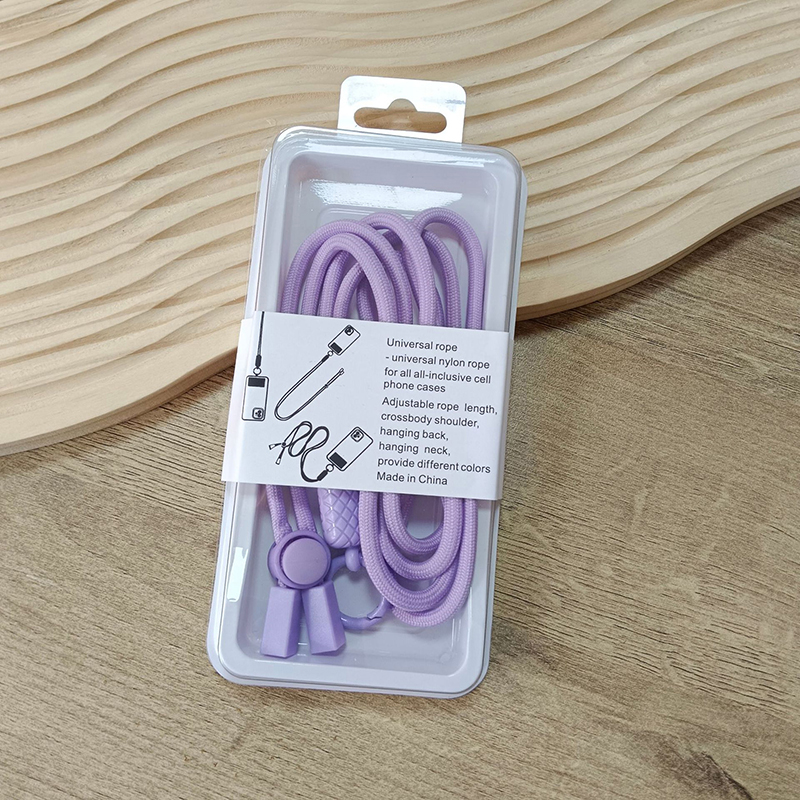 Universal rope
- universal nylon rope
for all all-inclusive cell
phone cases
Adjustable rope length,
crossbody shoulder,
hanging back,
hanging neck,
provide different colors
Made in China